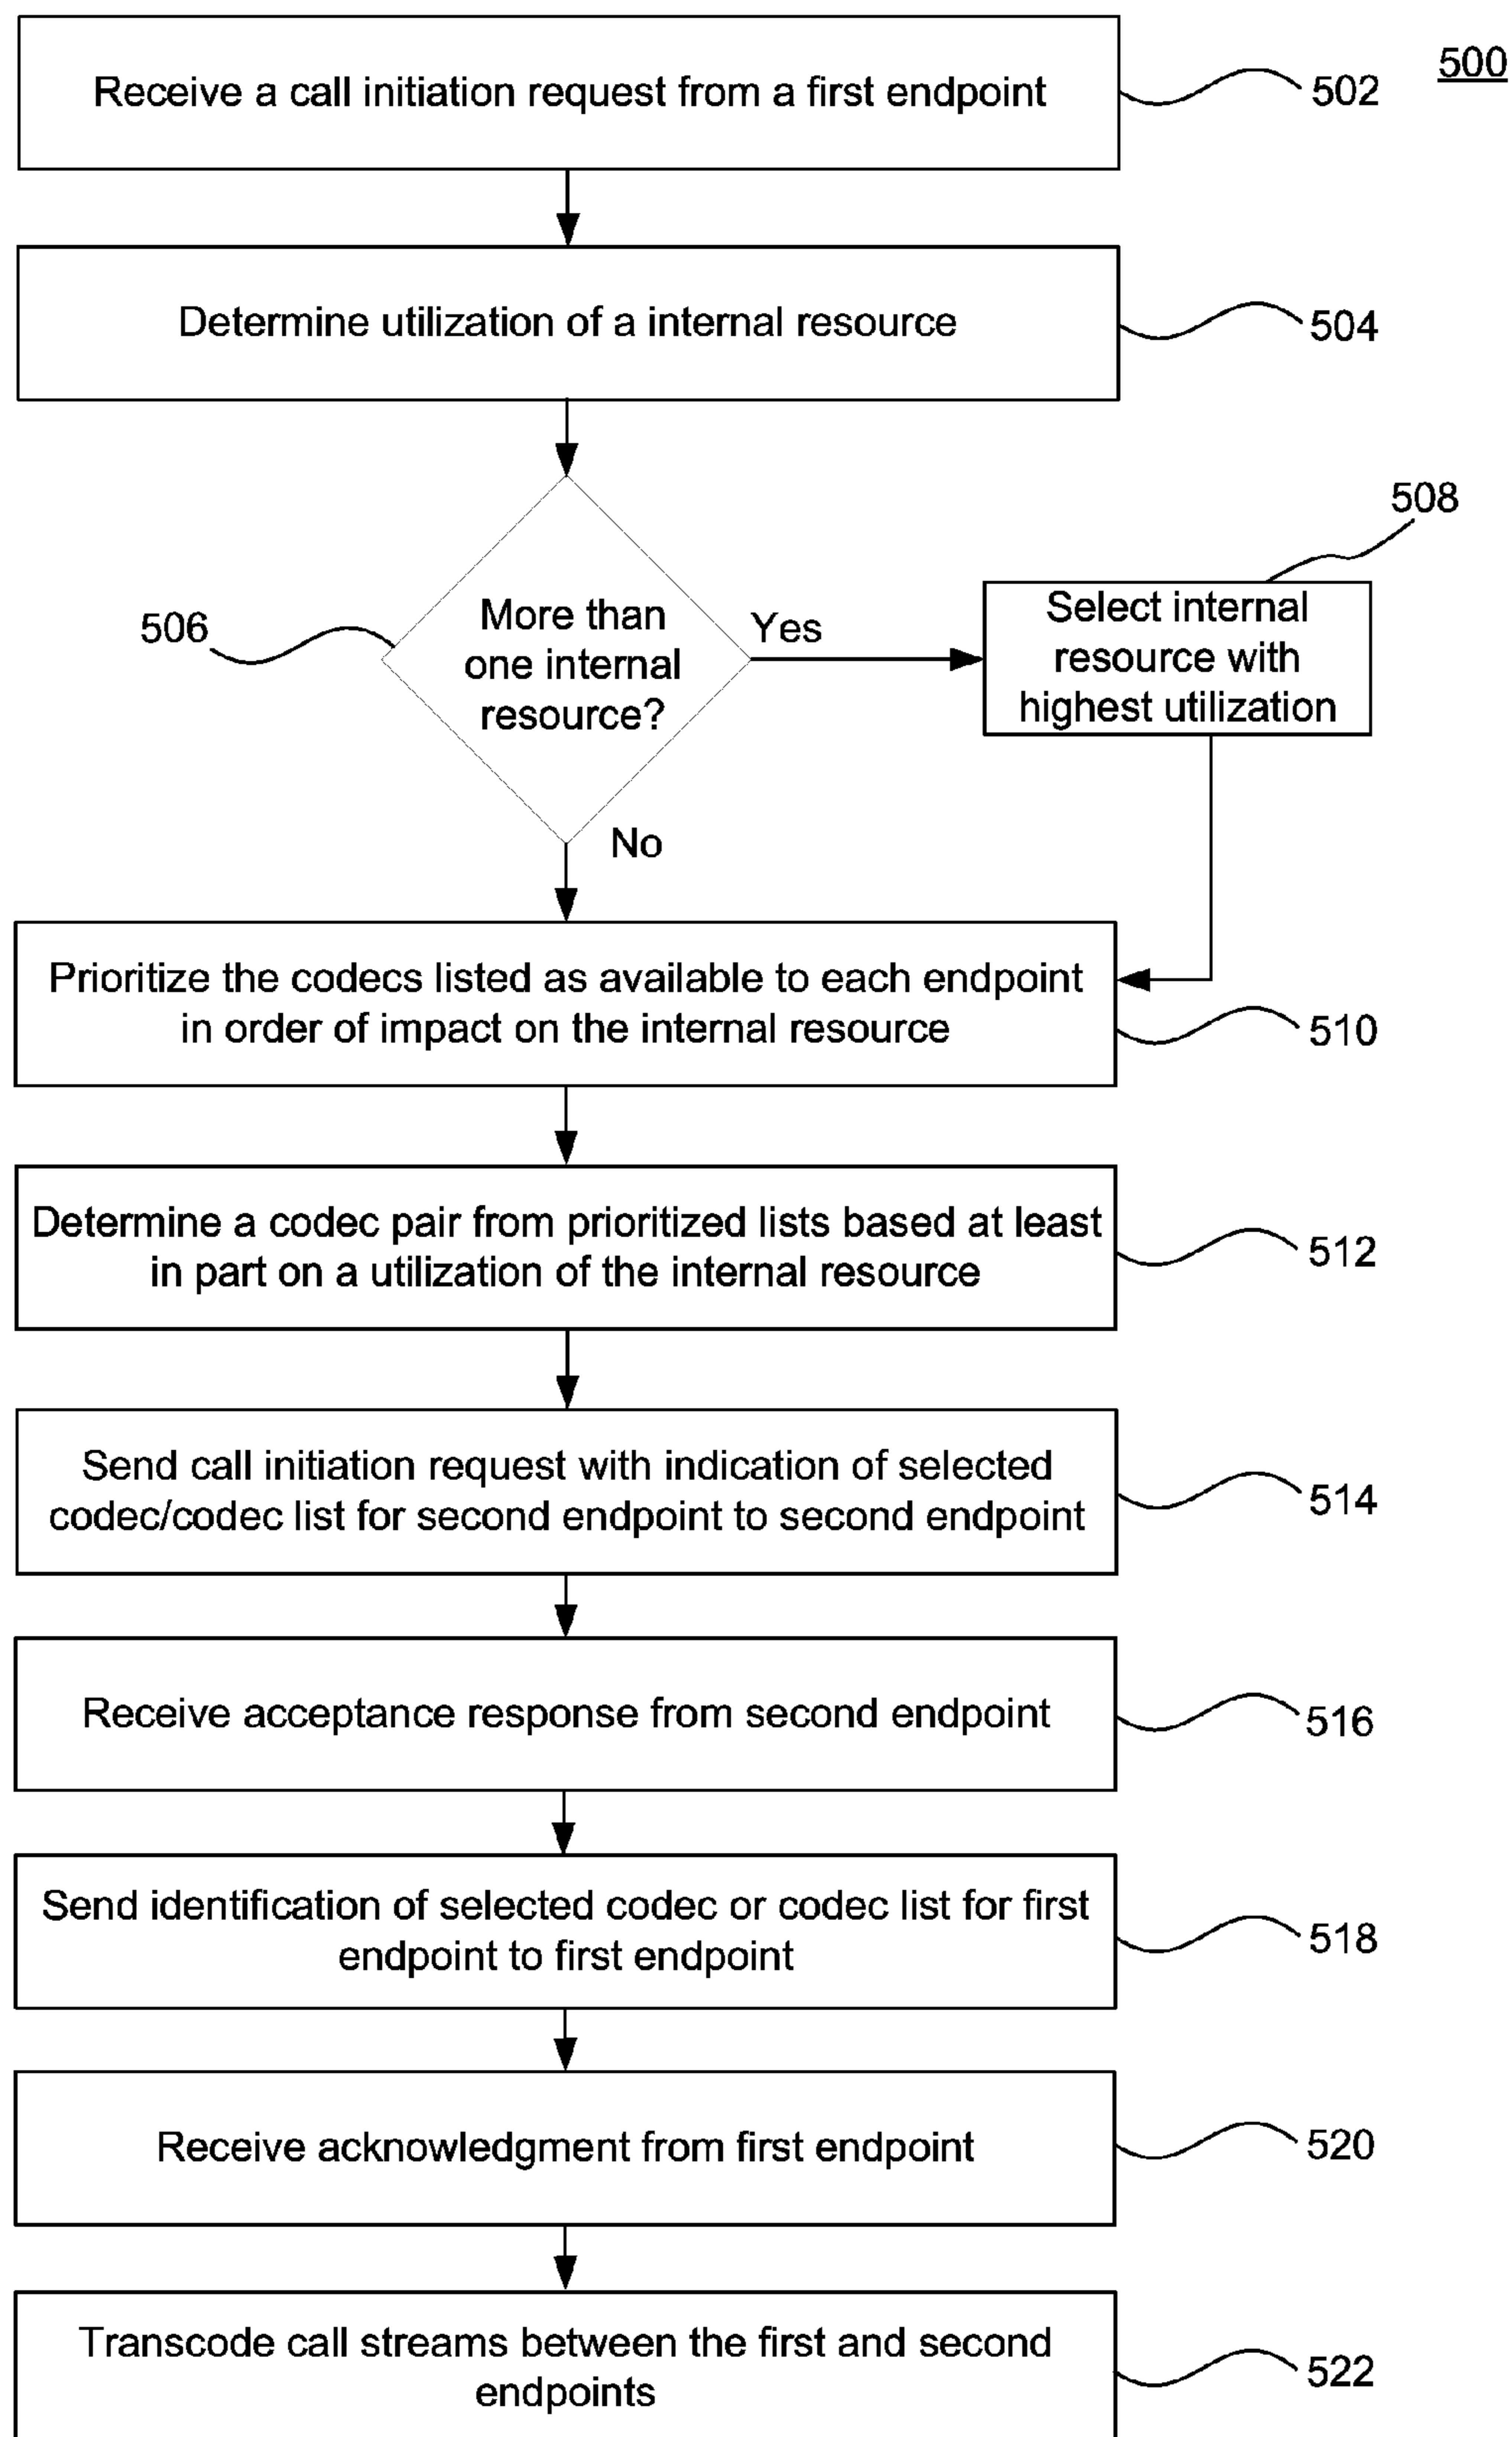 500
Receive a call initiation request from a first endpoint
502
Determine utilization of a internal resource
504
506
More than
one internal
resource?
Yes
508
Select internal
resource with
highest utilization
No
Prioritize the codecs listed as available to each endpoint
in order of impact on the internal resource
510
Determine a codec pair from prioritized lists based at least
in part on a utilization of the internal resource
512
Send call initiation request with indication of selected
codec/codec list for second endpoint to second endpoint
514
Receive acceptance response from second endpoint
516
Send identification of selected codec or codec list for first
endpoint to first endpoint
518
Receive acknowledgment from first endpoint
520
Transcode call streams between the first and second
endpoints
522